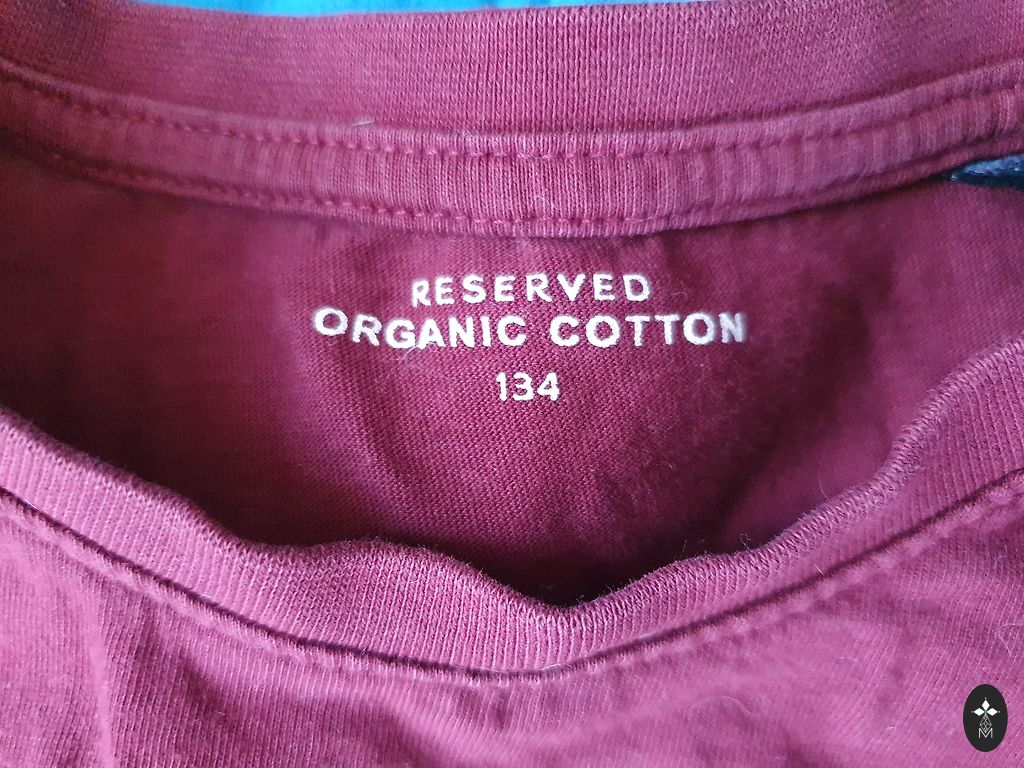 RESERVED
ORGANIC COTTON
134